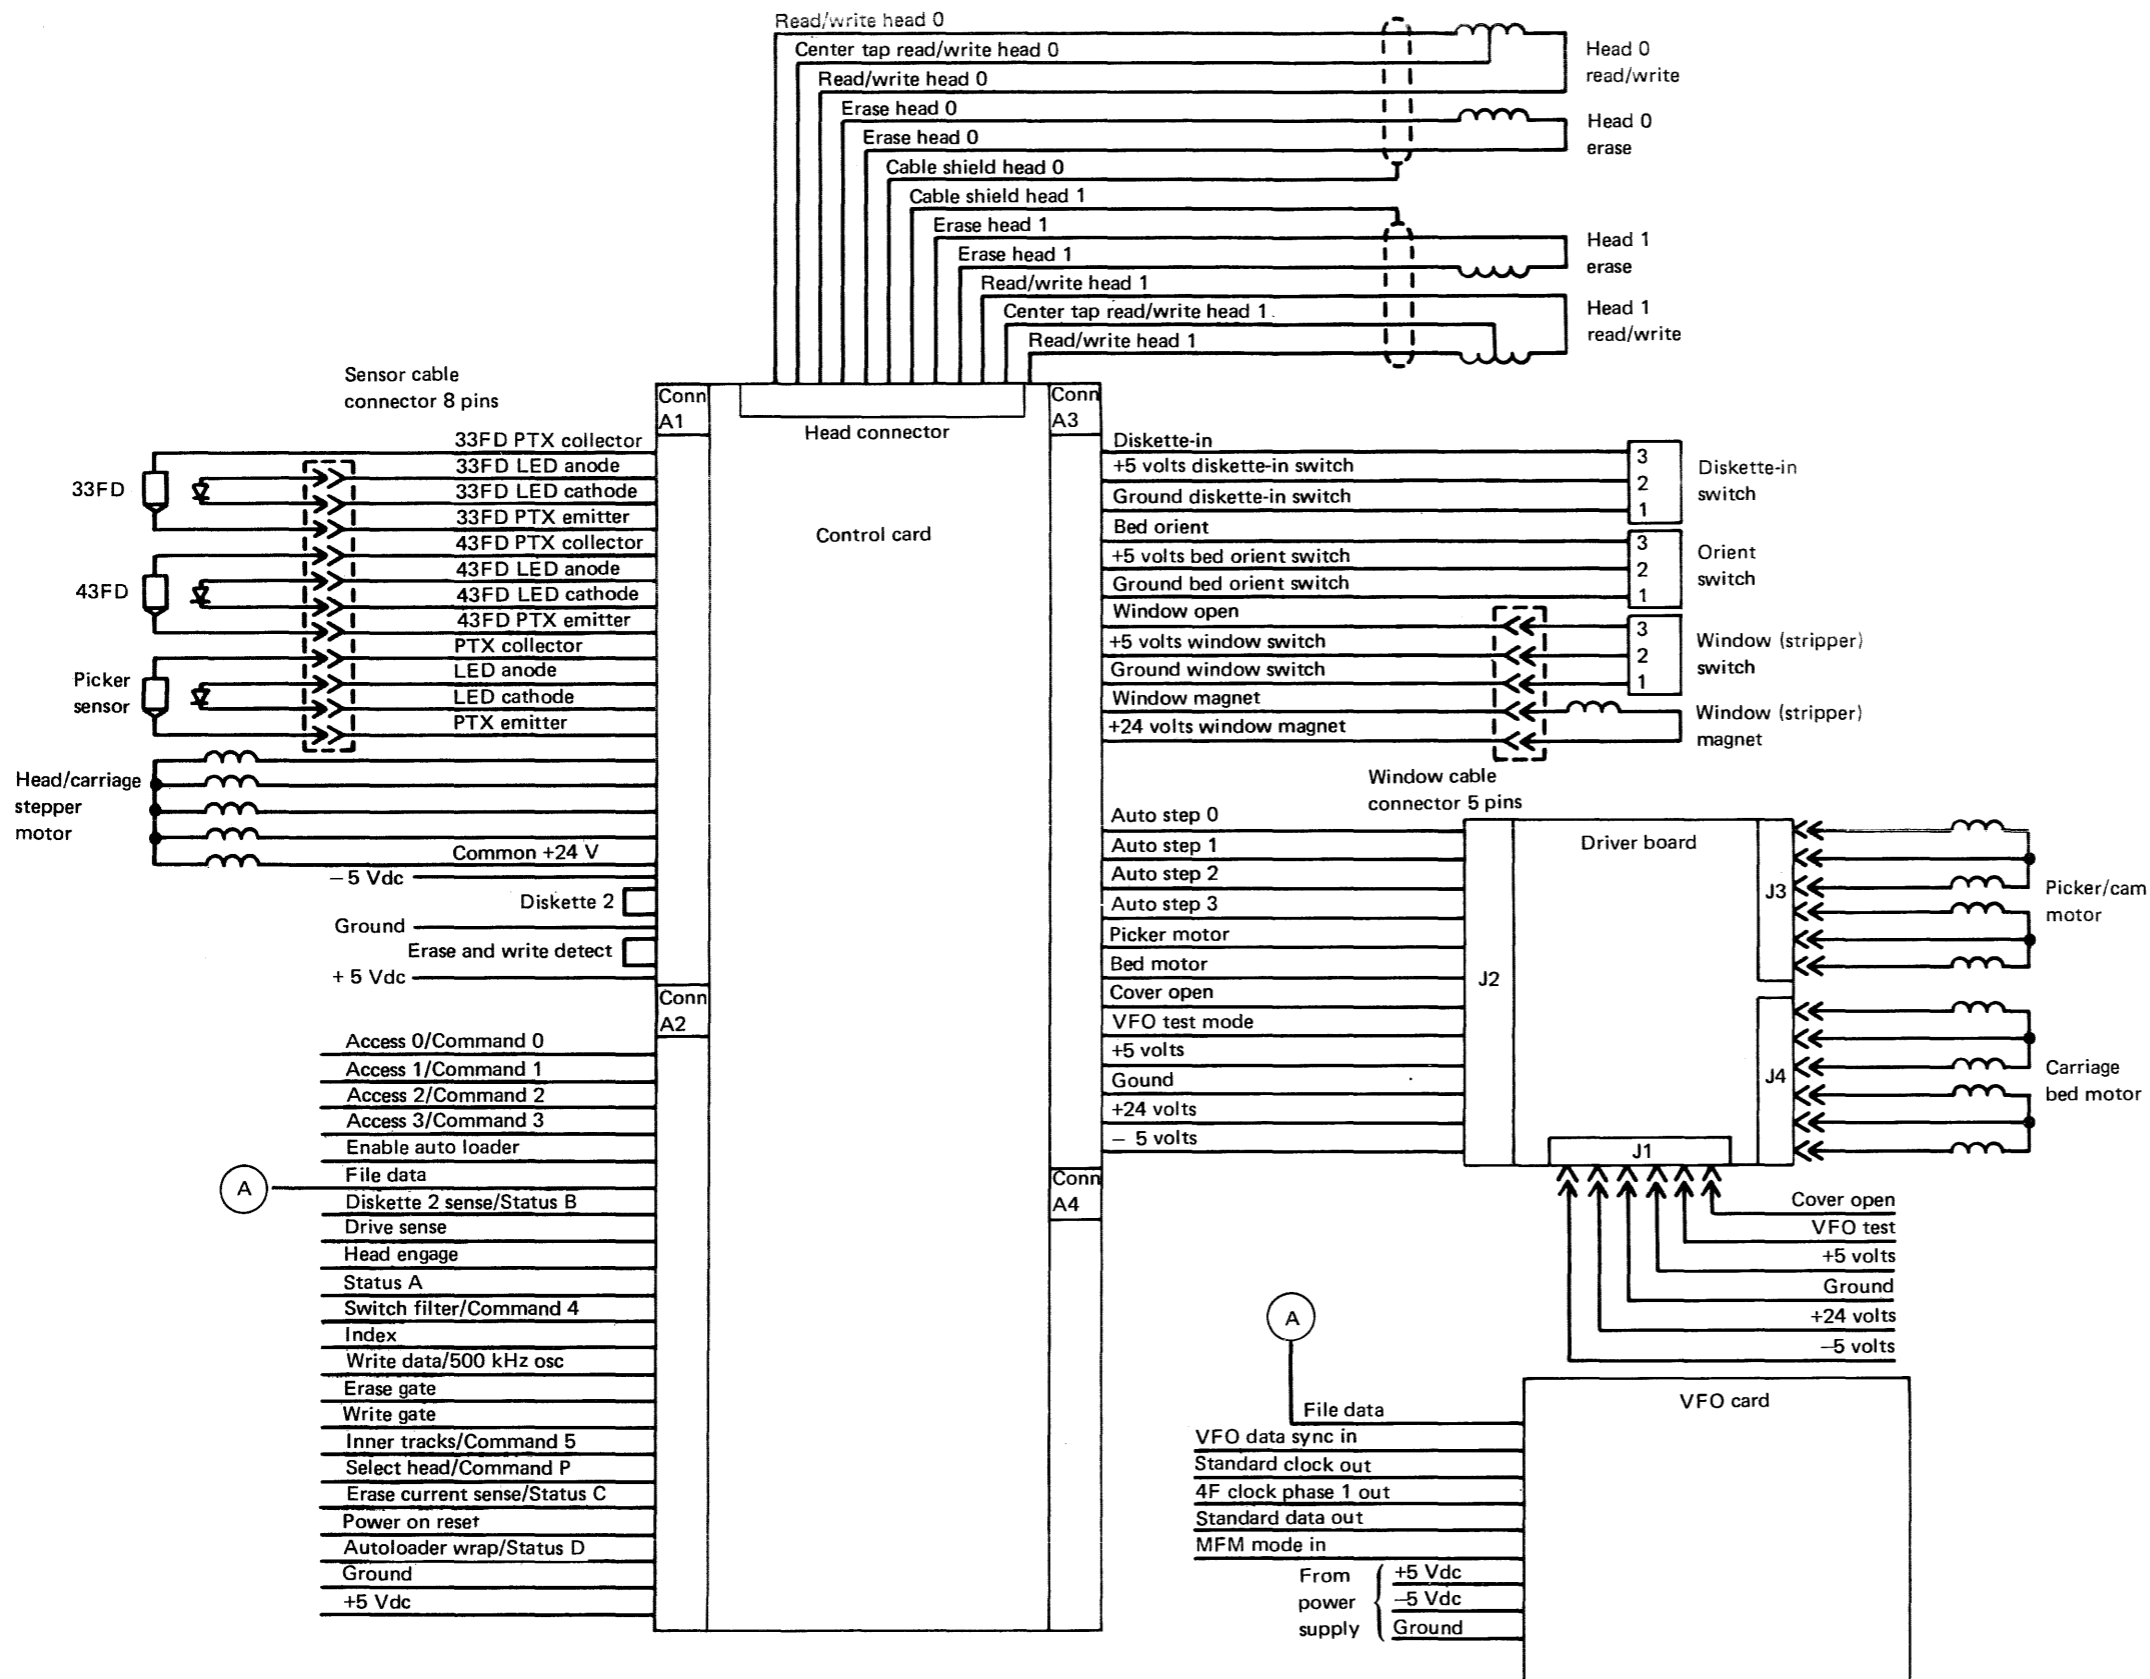 Read/write head 0
Center tap read/write head 0
Read/write head 0
Erase head 0
Erase head 0
Cable shield head 0
Cable shield head 1
Erase head 1
Erase head 1
Read/write head 1
Center tap read/write head 1
Read/write head 1
Head 0
read/write
Head 0
erase
Head 1
erase
Head 1
read/write
Sensor cable
connector 8 pins
33FD PTX collector
33FD LED anode
33FD LED cathode
33FD PTX emitter
43FD PTX collector
43FD LED anode
43FD LED cathode
43FD PTX emitter
PTX collector
LED anode
LED cathode
PTX emitter
33FD
43FD
Picker
sensor
Head/carriage
stepper
motor
Common +24 V
– 5 Vdc
Diskette 2
Ground
Erase and write detect
+ 5 Vdc
Conn
A1
Head connector
Control card
Conn
A3
Conn
A2
Conn
A4
Access 0/Command 0
Access 1/Command 1
Access 2/Command 2
Access 3/Command 3
Enable auto loader
File data
A
Diskette 2 sense/Status B
Drive sense
Head engage
Status A
Switch filter/Command 4
Index
Write data/500 kHz osc
Erase gate
Write gate
Inner tracks/Command 5
Select head/Command P
Erase current sense/Status C
Power on reset
Autoloader wrap/Status D
Ground
+5 Vdc
Diskette-in
+5 volts diskette-in switch
Ground diskette-in switch
Bed orient
+5 volts bed orient switch
Ground bed orient switch
Window open
+5 volts window switch
Ground window switch
Window magnet
+24 volts window magnet
3
2
1
Diskette-in
switch
3
2
1
Orient
switch
3
2
1
Window (stripper)
switch
Window (stripper)
magnet
Window cable
connector 5 pins
Auto step 0
Auto step 1
Auto step 2
Auto step 3
Picker motor
Bed motor
Cover open
VFO test mode
+5 volts
Gound
+24 volts
– 5 volts
J2
Driver board
J3
J4
J1
Picker/cam
motor
Carriage
bed motor
Cover open
VFO test
+5 volts
Ground
+24 volts
–5 volts
A
File data
VFO data sync in
Standard clock out
4F clock phase 1 out
Standard data out
MFM mode in
From
power
supply
+5 Vdc
–5 Vdc
Ground
VFO card